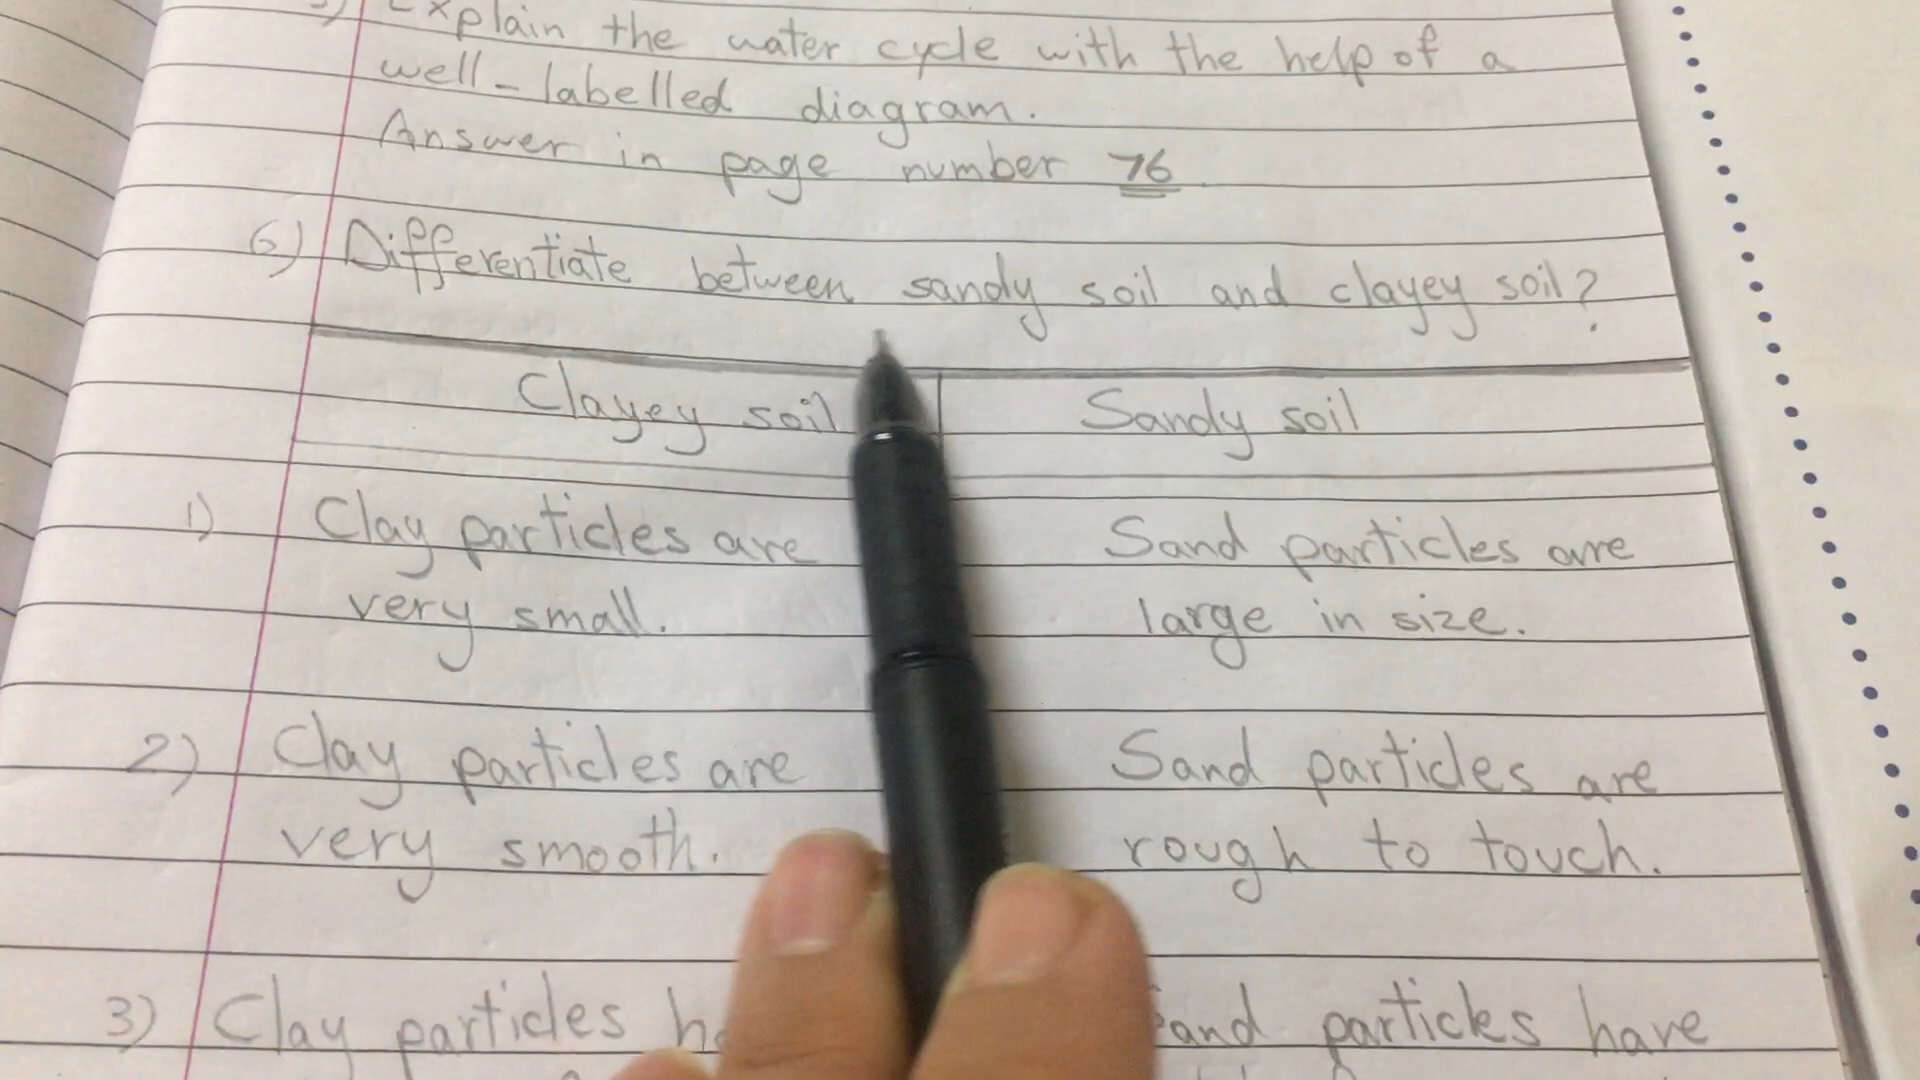 Explain the water cycle with the help of a
well-labelled diagram.
Answer in page number 76
6) Differentiate between sandy soil and clayey soil?
Clayey soil Sandy soil
1) Clay particles are Sand particles are
very small. large in size.
2) Clay particles are Sand particles are
very smooth. rough to touch.
3) Clay particles particles have